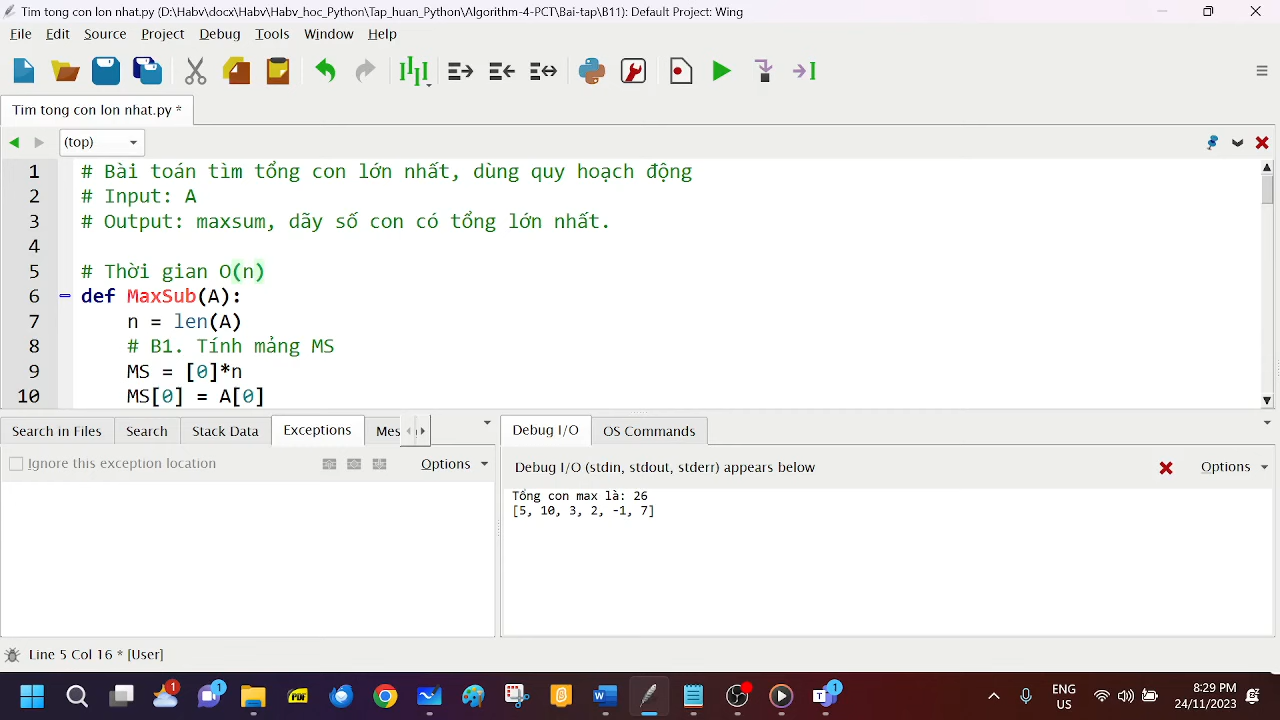 Tim tong con lon nhat.py (D:\Habv\docx\Habv\Habv_hoc_Python\Tap_huan_Python\Algorithm-4-PCT\Bai-tap\B11): Default Project: Wing
File Edit Source Project Debug Tools Window Help
Tim tong con lon nhat.py *
(top)
1 # Bài toán tìm tổng con lớn nhất, dùng quy hoạch động
2 # Input: A
3 # Output: maxsum, dãy số con có tổng lớn nhất.
4
5 # Thời gian O(n)
6 def MaxSub(A):
7 n = len(A)
8 # B1. Tính mảng MS
9 MS = [0]*n
10 MS[0] = A[0]
Search in Files Search Stack Data Exceptions Mes
Ignore this exception location Options
Debug I/O OS Commands
Debug I/O (stdin, stdout, stderr) appears below Options
Tổng con max là: 26
[5, 10, 3, 2, -1, 7]
Line 5 Col 16 * [User]
1
1
PDF
1
ENG
US
8:29 PM
24/11/2023